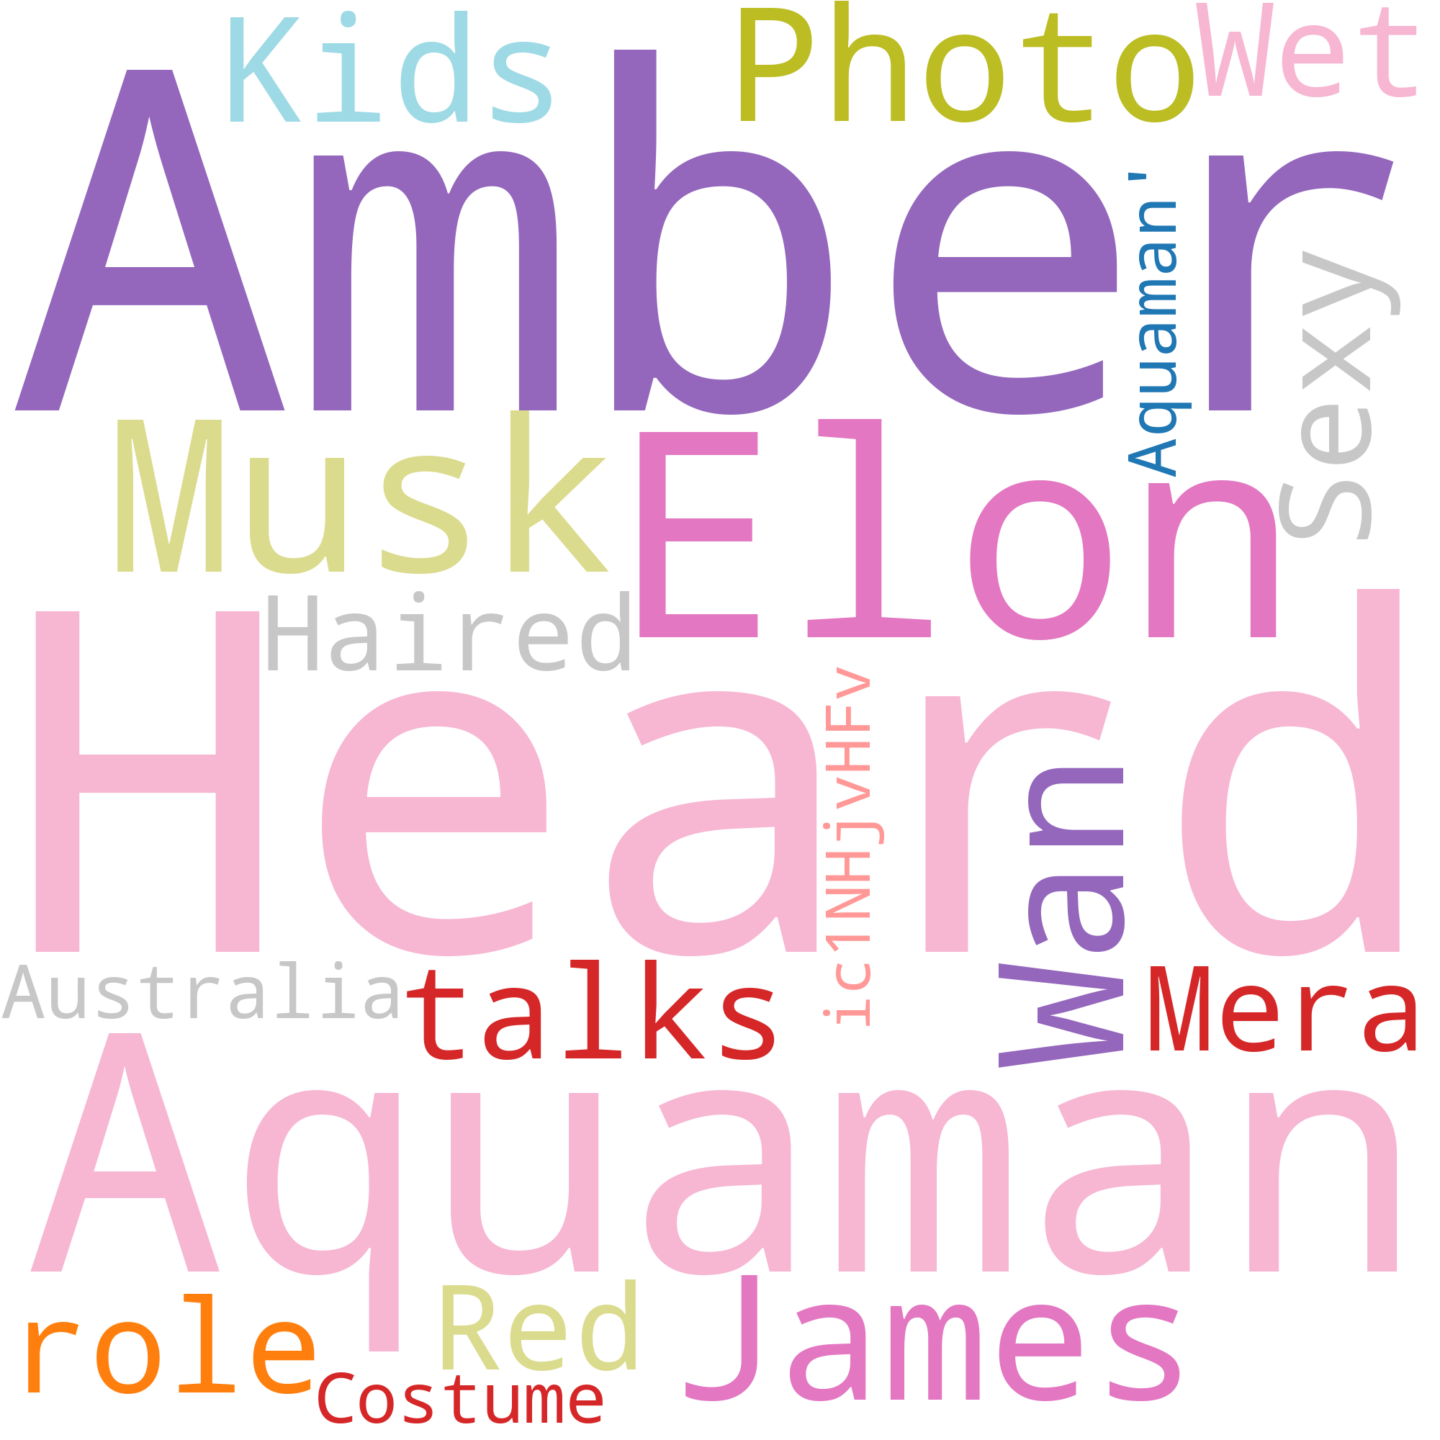 Kids
Photo
Wet
Amber
Aquaman'
Sexy
Musk
Elon
Haired
Heard
ic1NHjvHFv
Wan
Australia
talks
Mera
Aquaman
role
Red
James
Costume